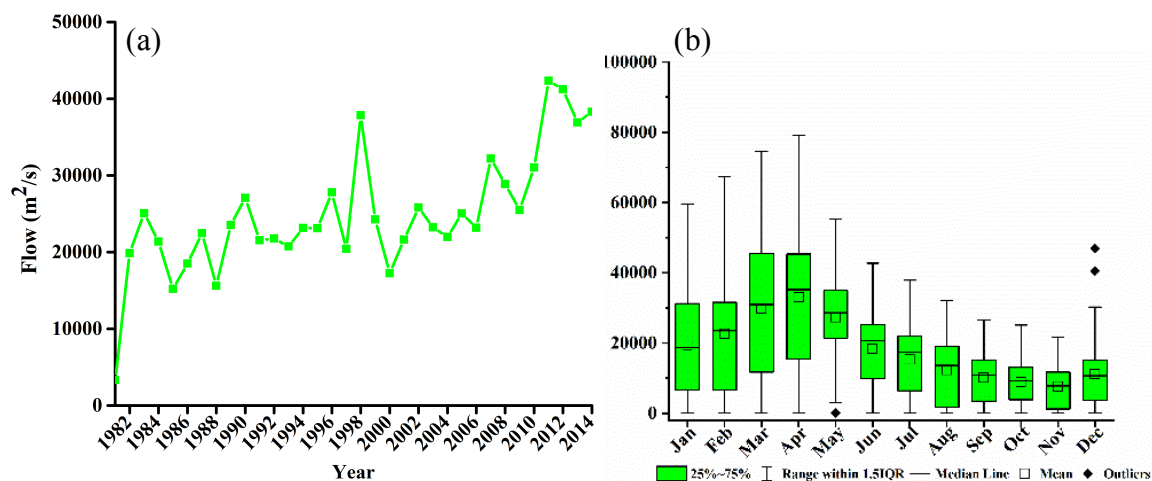 (a)
50000
40000
30000
20000
10000
0
Flow (m²/s)
1982 1984 1986 1988 1990 1992 1994 1996 1998 2000 2002 2004 2006 2008 2010 2012 2014
Year
(b)
100000
80000
60000
40000
20000
0
Jan Feb Mar Apr May Jun Jul Aug Sep Oct Nov Dec
25%~75% Range within 1.5IQR Median Line Mean Outliers